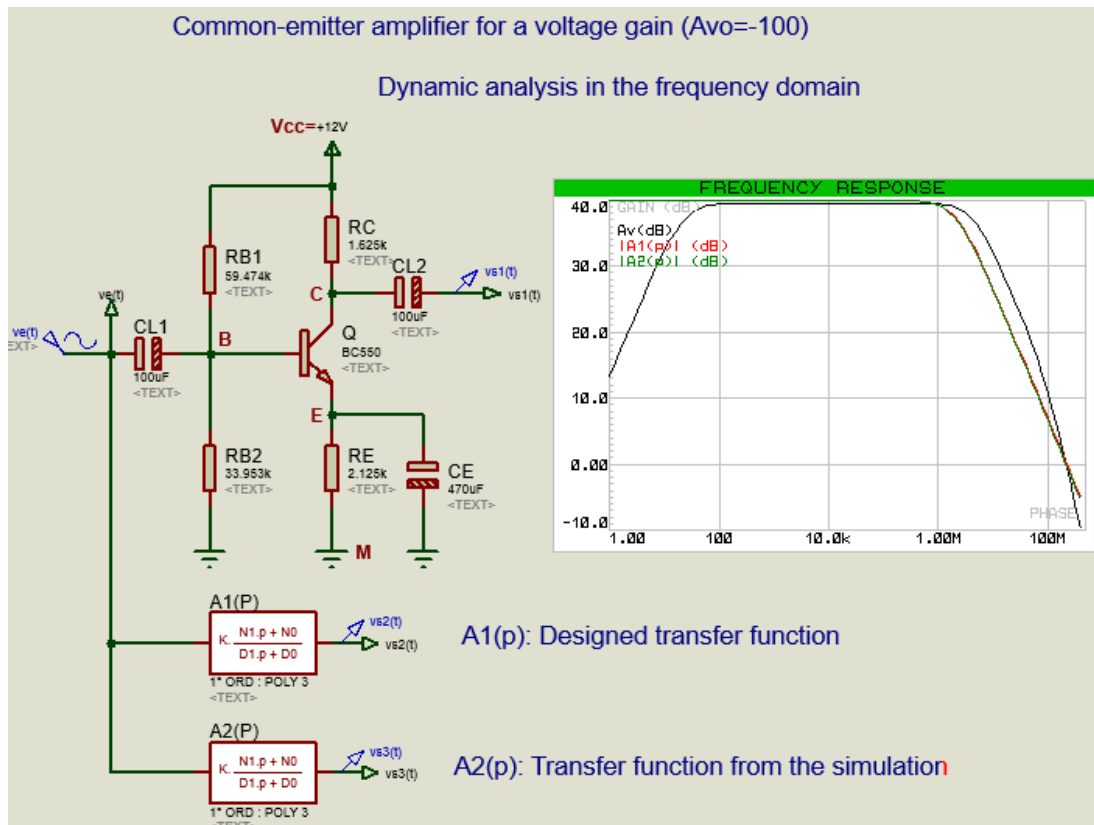 Common-emitter amplifier for a voltage gain (Avo=-100)
Dynamic analysis in the frequency domain
Vcc=+12V
RC
1.625k
<TEXT>
RB1
59.474k
<TEXT>
CL2
100uF
<TEXT>
vs1(t)
vs1(t)
C
ve(t)
ve(t)
EXT>
CL1
100uF
<TEXT>
B
Q
BC550
<TEXT>
E
RB2
33.953k
<TEXT>
RE
2.125k
<TEXT>
CE
470uF
<TEXT>
M
FREQUENCY RESPONSE
40.0
GAIN (dB)
Av(dB)
|A1(p)| (dB)
|A2(p)| (dB)
30.0
20.0
10.0
0.00
-10.0
PHASE
1.00 100 10.0k 1.00M 100M
A1(P)
K. N1.p + N0
D1.p + D0
1* ORD : POLY 3
<TEXT>
vs2(t)
vs2(t)
A1(p): Designed transfer function
A2(P)
K. N1.p + N0
D1.p + D0
1* ORD : POLY 3
<TEXT>
vs3(t)
vs3(t)
A2(p): Transfer function from the simulation